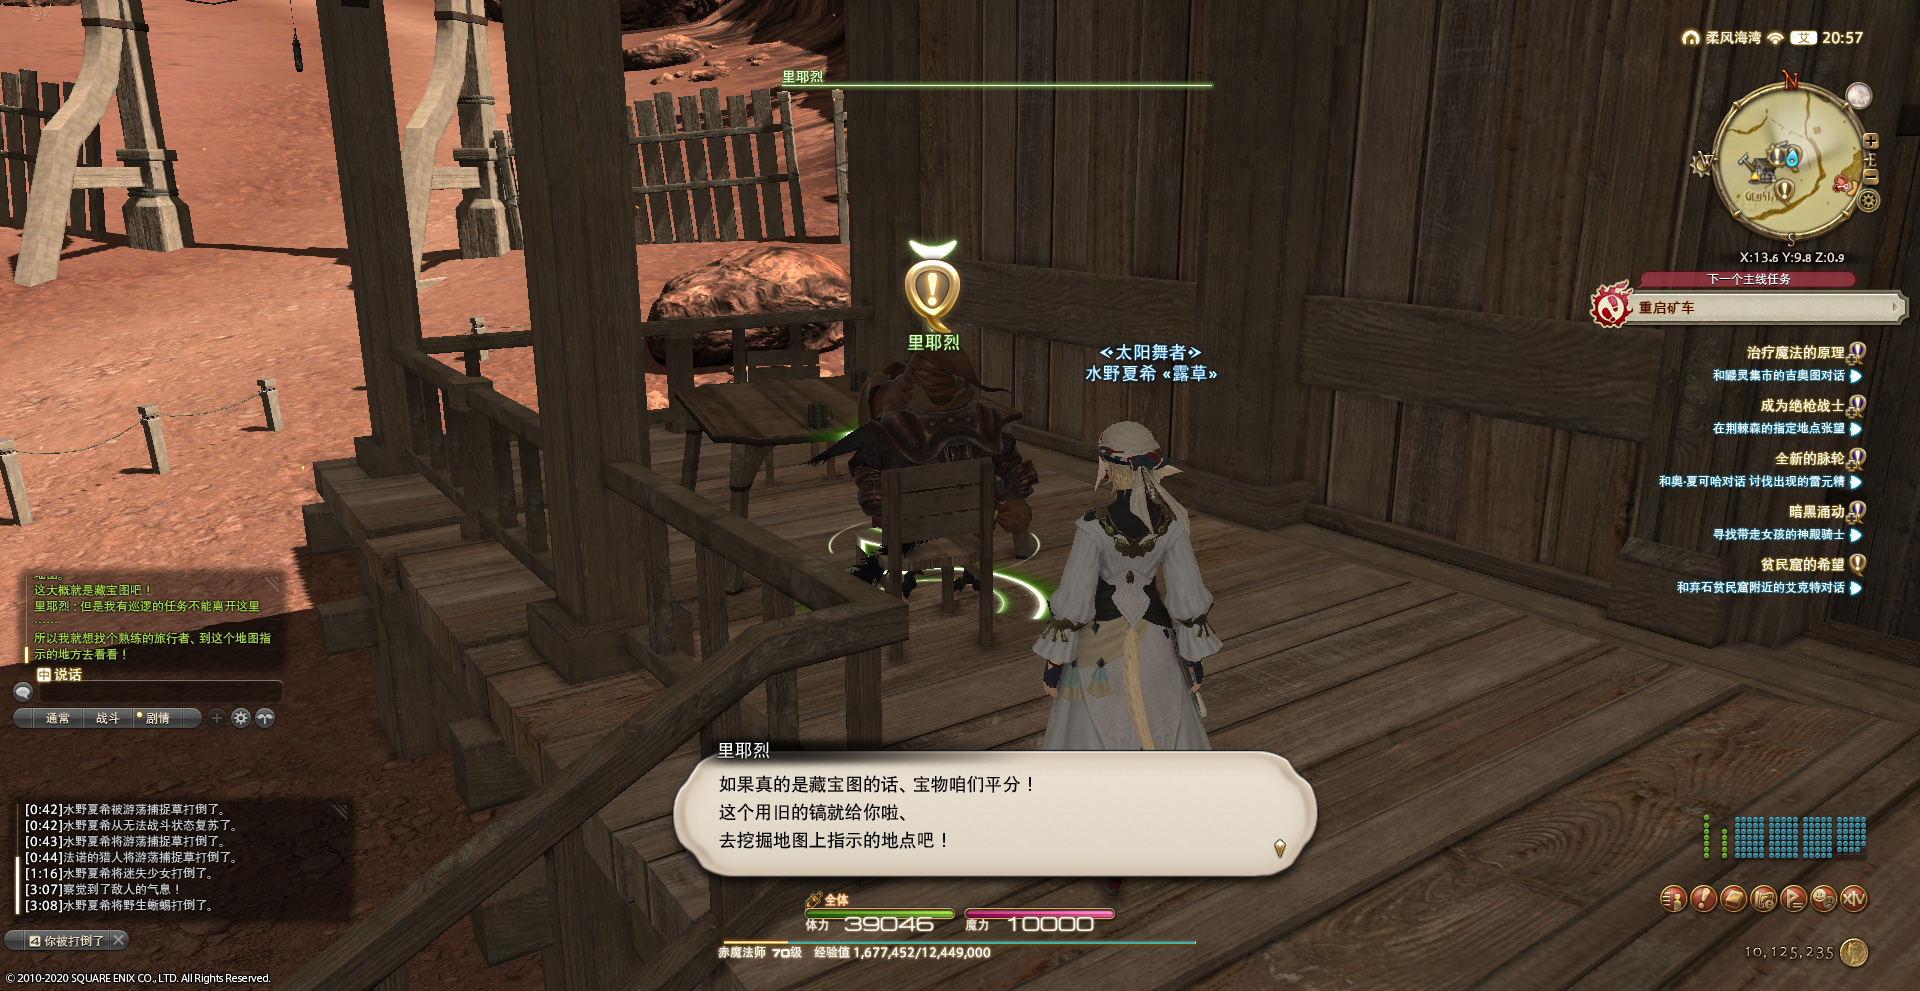 里耶烈
柔风海湾 艾 20:57
N
E
W
S
X:13.6 Y:9.8 Z:0.9
下一个主线任务
重启矿车
治疗魔法的原理
和鼹灵集市的吉奥图对话
成为绝枪战士
在荆棘森的指定地点张望
全新的脉轮
和奥·夏可哈对话 讨伐出现的雷元精
暗黑涌动
寻找带走女孩的神殿骑士
贫民窟的希望
和弃石贫民窟附近的艾克特对话
里耶烈
«太阳舞者»
水野夏希 «露草»
地图。
这大概就是藏宝图吧！
里耶烈：但是我有巡逻的任务不能离开这里
……
所以我就想找个熟练的旅行者、到这个地图指
示的地方去看看！
说话
通常 战斗 剧情
里耶烈
如果真的是藏宝图的话、宝物咱们平分！
这个用旧的镐就给你啦、
去挖掘地图上指示的地点吧！
[0:42]水野夏希被游荡捕捉草打倒了。
[0:42]水野夏希从无法战斗状态复苏了。
[0:43]水野夏希将游荡捕捉草打倒了。
[0:44]法诺的猎人将游荡捕捉草打倒了。
[1:16]水野夏希将迷失少女打倒了。
[3:07]察觉到了敌人的气息！
[3:08]水野夏希将野生蜥蜴打倒了。
4 你被打倒了
全体
体力 39046 魔力 10000
赤魔法师 70级 经验值 1,677,452/12,449,000
XIV
10,125,235
© 2010-2020 SQUARE ENIX CO., LTD. All Rights Reserved.